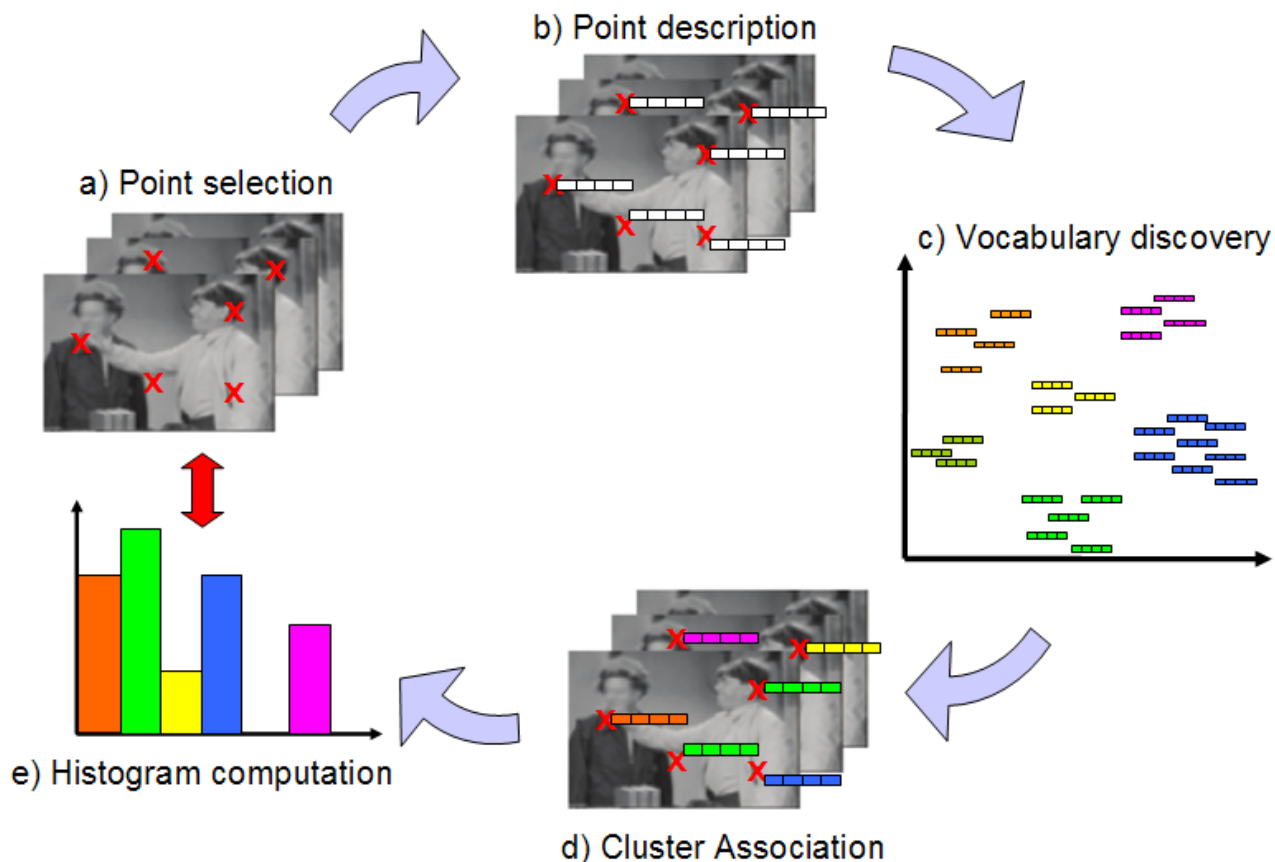 b) Point description
a) Point selection
c) Vocabulary discovery
e) Histogram computation
d) Cluster Association